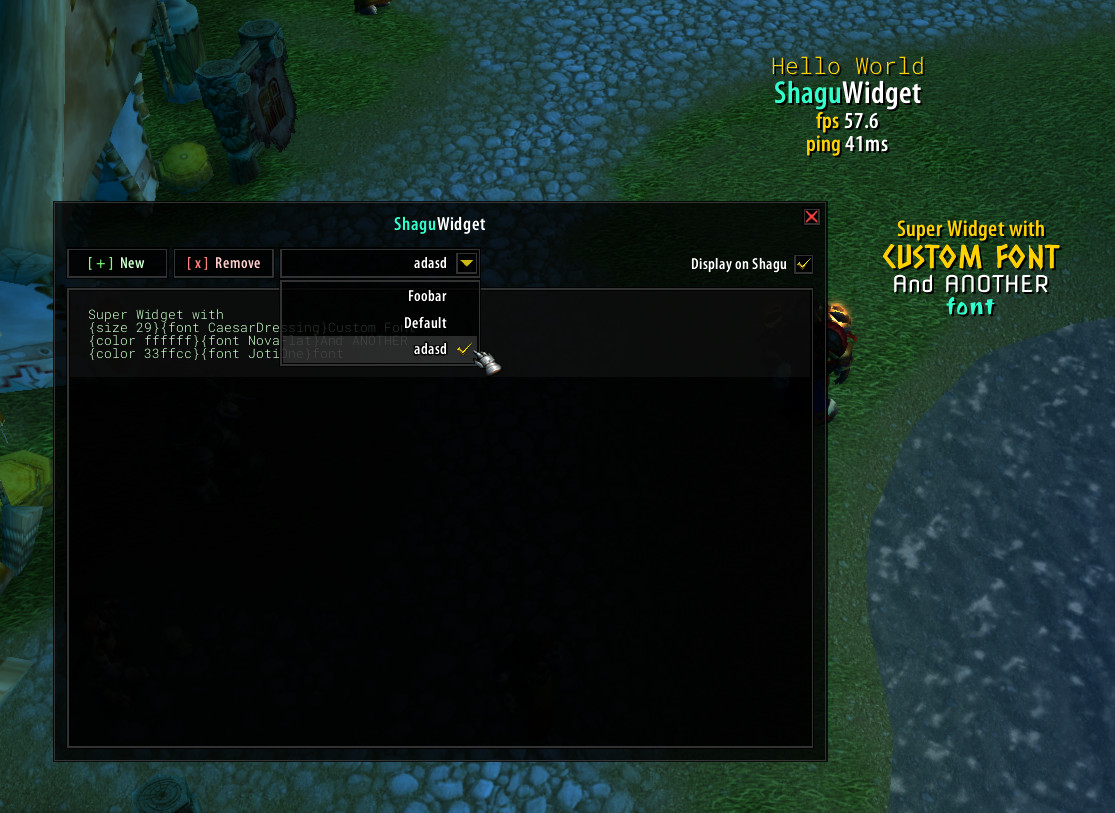 Hello World
ShaguWidget
fps 57.6
ping 41ms
ShaguWidget
[+] New
[x] Remove
adasd
Display on Shagu
Foobar
Default
adasd
Super Widget with
{size 29}{font CaesarDressing}Custom Fo
{color ffffff}{font NovaFlat}And ANOTHER
{color 33ffcc}{font JotiOne}font
Super Widget with
CUSTOM FONT
And ANOTHER
font